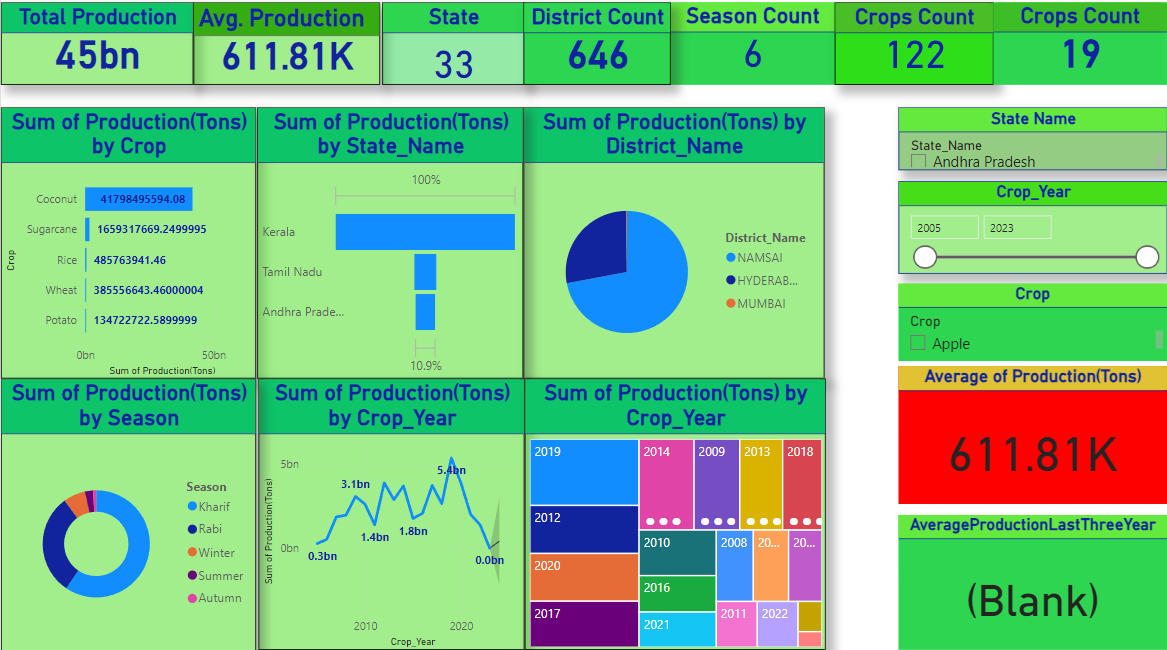 Total Production
45bn
Avg. Production
611.81K
State
33
District Count
646
Season Count
6
Crops Count
122
Crops Count
19
Sum of Production(Tons)
by Crop
Crop
Coconut
41798495594.08
Sugarcane
1659317669.2499995
Rice
485763941.46
Wheat
385556643.46000004
Potato
134722722.5899999
0bn
50bn
Sum of Production(Tons)
Sum of Production(Tons)
by State_Name
100%
Kerala
Tamil Nadu
Andhra Prade...
10.9%
Sum of Production(Tons) by
District_Name
District_Name
NAMSAI
HYDERAB...
MUMBAI
State Name
State_Name
Andhra Pradesh
Crop_Year
2005
2023
Crop
Crop
Apple
Average of Production(Tons)
611.81K
AverageProductionLastThreeYear
(Blank)
Sum of Production(Tons)
by Season
Season
Kharif
Rabi
Winter
Summer
Autumn
Sum of Production(Tons)
by Crop_Year
Sum of Production(Tons)
5bn
0bn
0.3bn
3.1bn
1.4bn
1.8bn
5.4bn
0.0bn
2010
2020
Crop_Year
Sum of Production(Tons) by
Crop_Year
2019
2012
2020
2017
2014
2009
2013
2018
2010
2016
2021
2008
20...
20...
2011
2022